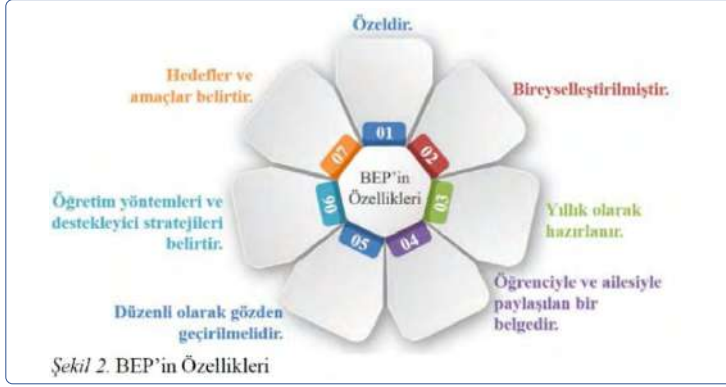 Özeldir.
Hedefler ve
amaçlar belirtir.
Bireyselleştirilmiştir.
01
07
02
BEP'in
Özellikleri
06
03
05
04
Öğretim yöntemleri ve
destekleyici stratejileri
belirtir.
Yıllık olarak
hazırlanır.
Düzenli olarak gözden
geçirilmelidir.
Öğrenciyle ve ailesiyle
paylaşılan bir
belgedir.
Şekil 2. BEP'in Özellikleri